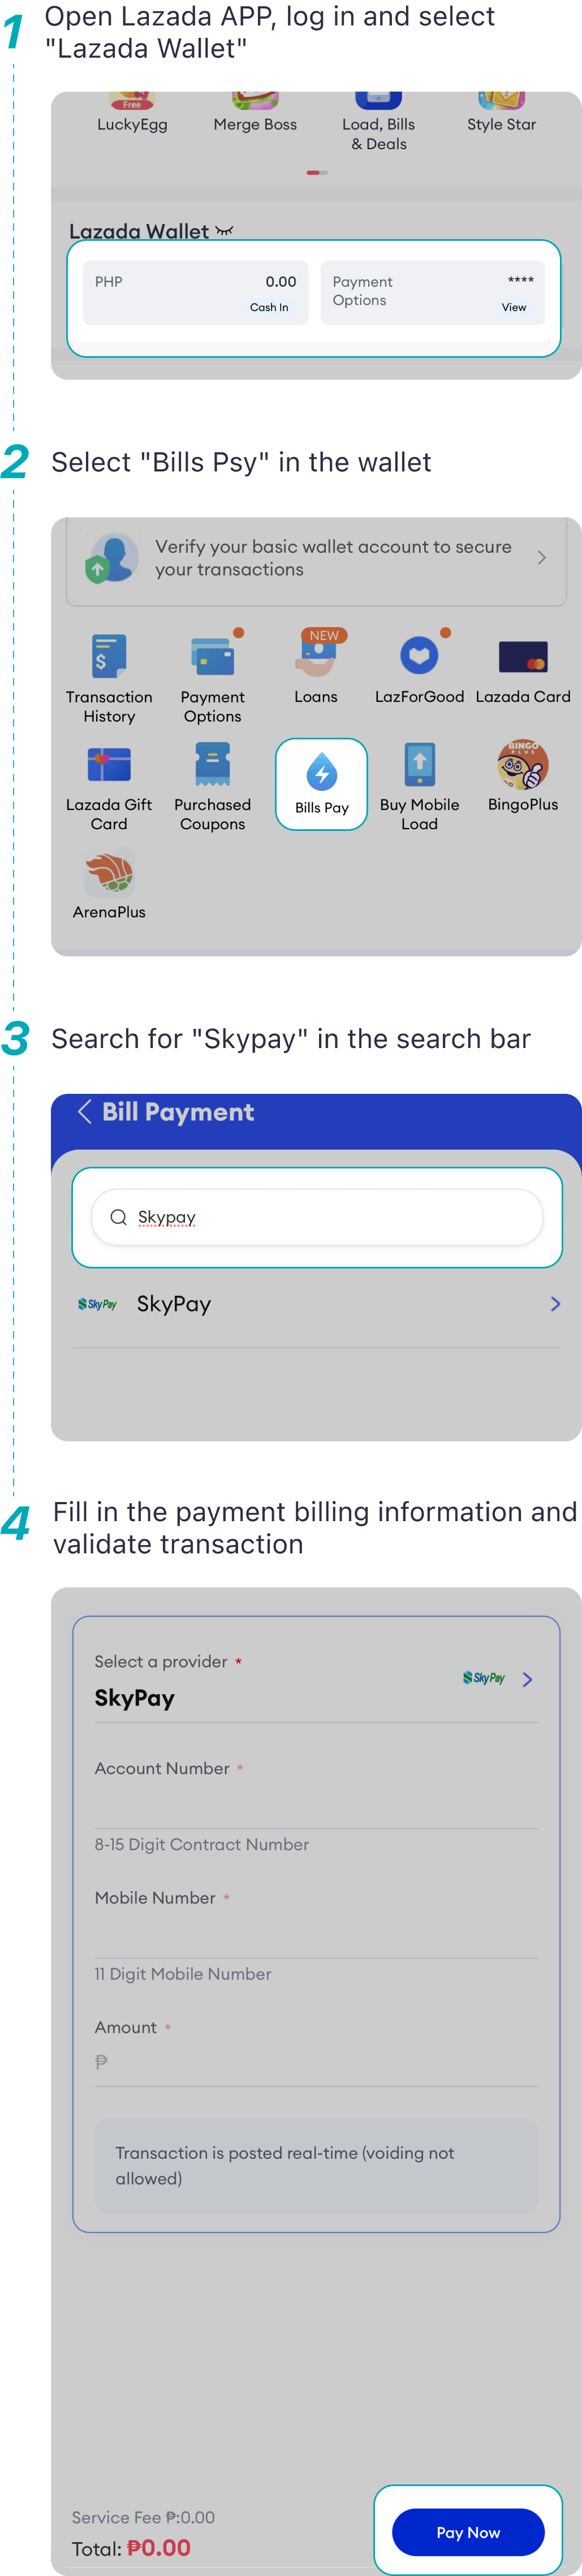 1
Open Lazada APP, log in and select
"Lazada Wallet"
Free
LuckyEgg
Merge Boss
Load, Bills
& Deals
Style Star
Lazada Wallet
PHP
0.00
Cash In
Payment
Options
****
View
2
Select "Bills Psy" in the wallet
Verify your basic wallet account to secure
your transactions
$
NEW
Transaction
History
Payment
Options
Loans
LazForGood
Lazada Card
BINGO
PLUS
Lazada Gift
Card
Purchased
Coupons
Bills Pay
Buy Mobile
Load
BingoPlus
ArenaPlus
3
Search for "Skypay" in the search bar
Bill Payment
Skypay
SkyPay
SkyPay
4
Fill in the payment billing information and
validate transaction
Select a provider *
SkyPay
SkyPay
Account Number *
8-15 Digit Contract Number
Mobile Number *
11 Digit Mobile Number
Amount *
₱
Transaction is posted real-time (voiding not
allowed)
Service Fee ₱:0.00
Total: ₱0.00
Pay Now